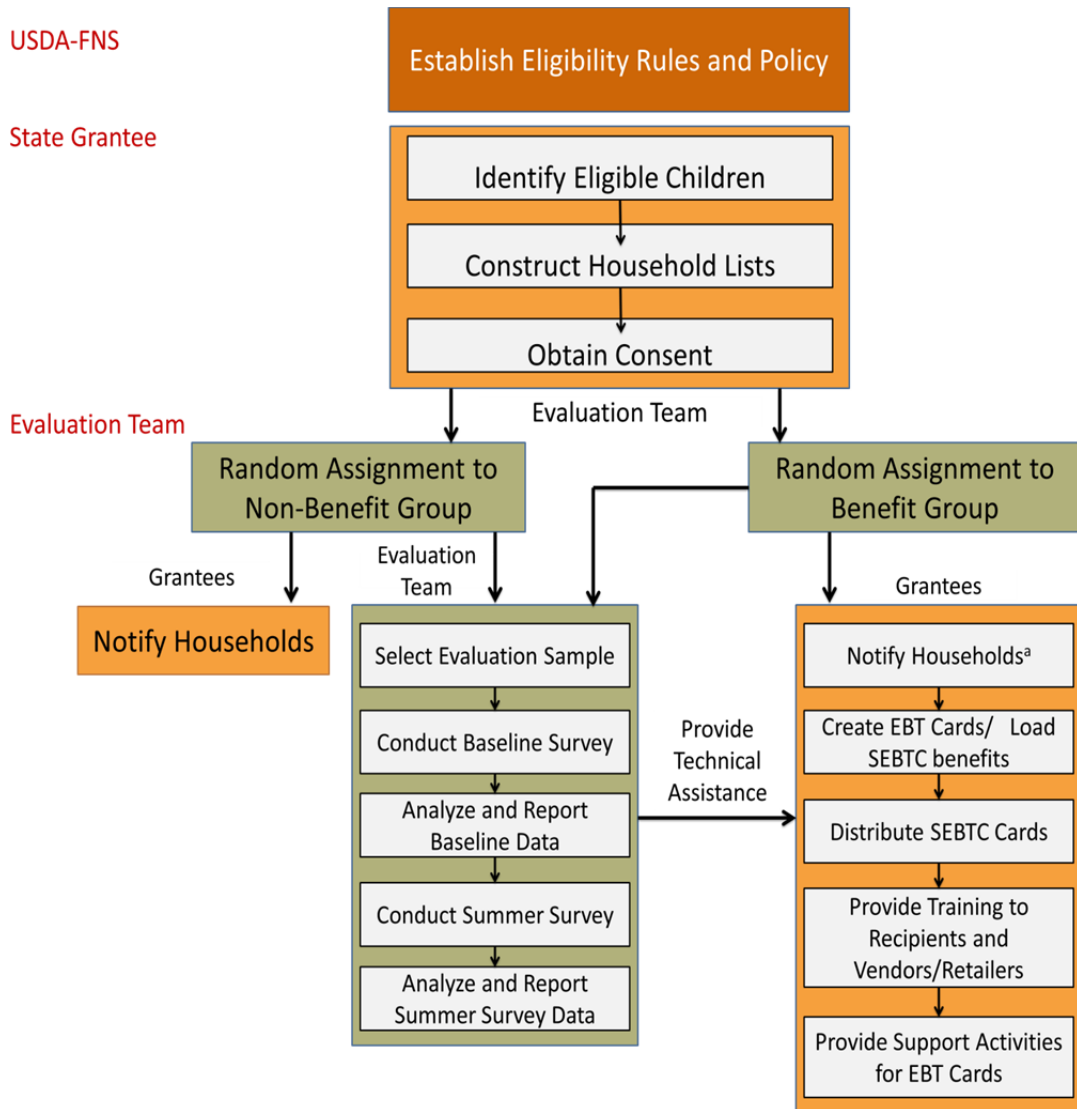 USDA-FNS
Establish Eligibility Rules and Policy
State Grantee
Identify Eligible Children
Construct Household Lists
Obtain Consent
Evaluation Team
Evaluation Team
Random Assignment to
Non-Benefit Group
Random Assignment to
Benefit Group
Grantees
Evaluation
Team
Grantees
Notify Households
Select Evaluation Sample
Conduct Baseline Survey
Analyze and Report
Baseline Data
Conduct Summer Survey
Analyze and Report
Summer Survey Data
Provide
Technical
Assistance
Notify Householdsᵃ
Create EBT Cards/ Load
SEBTC benefits
Distribute SEBTC Cards
Provide Training to
Recipients and
Vendors/Retailers
Provide Support Activities
for EBT Cards